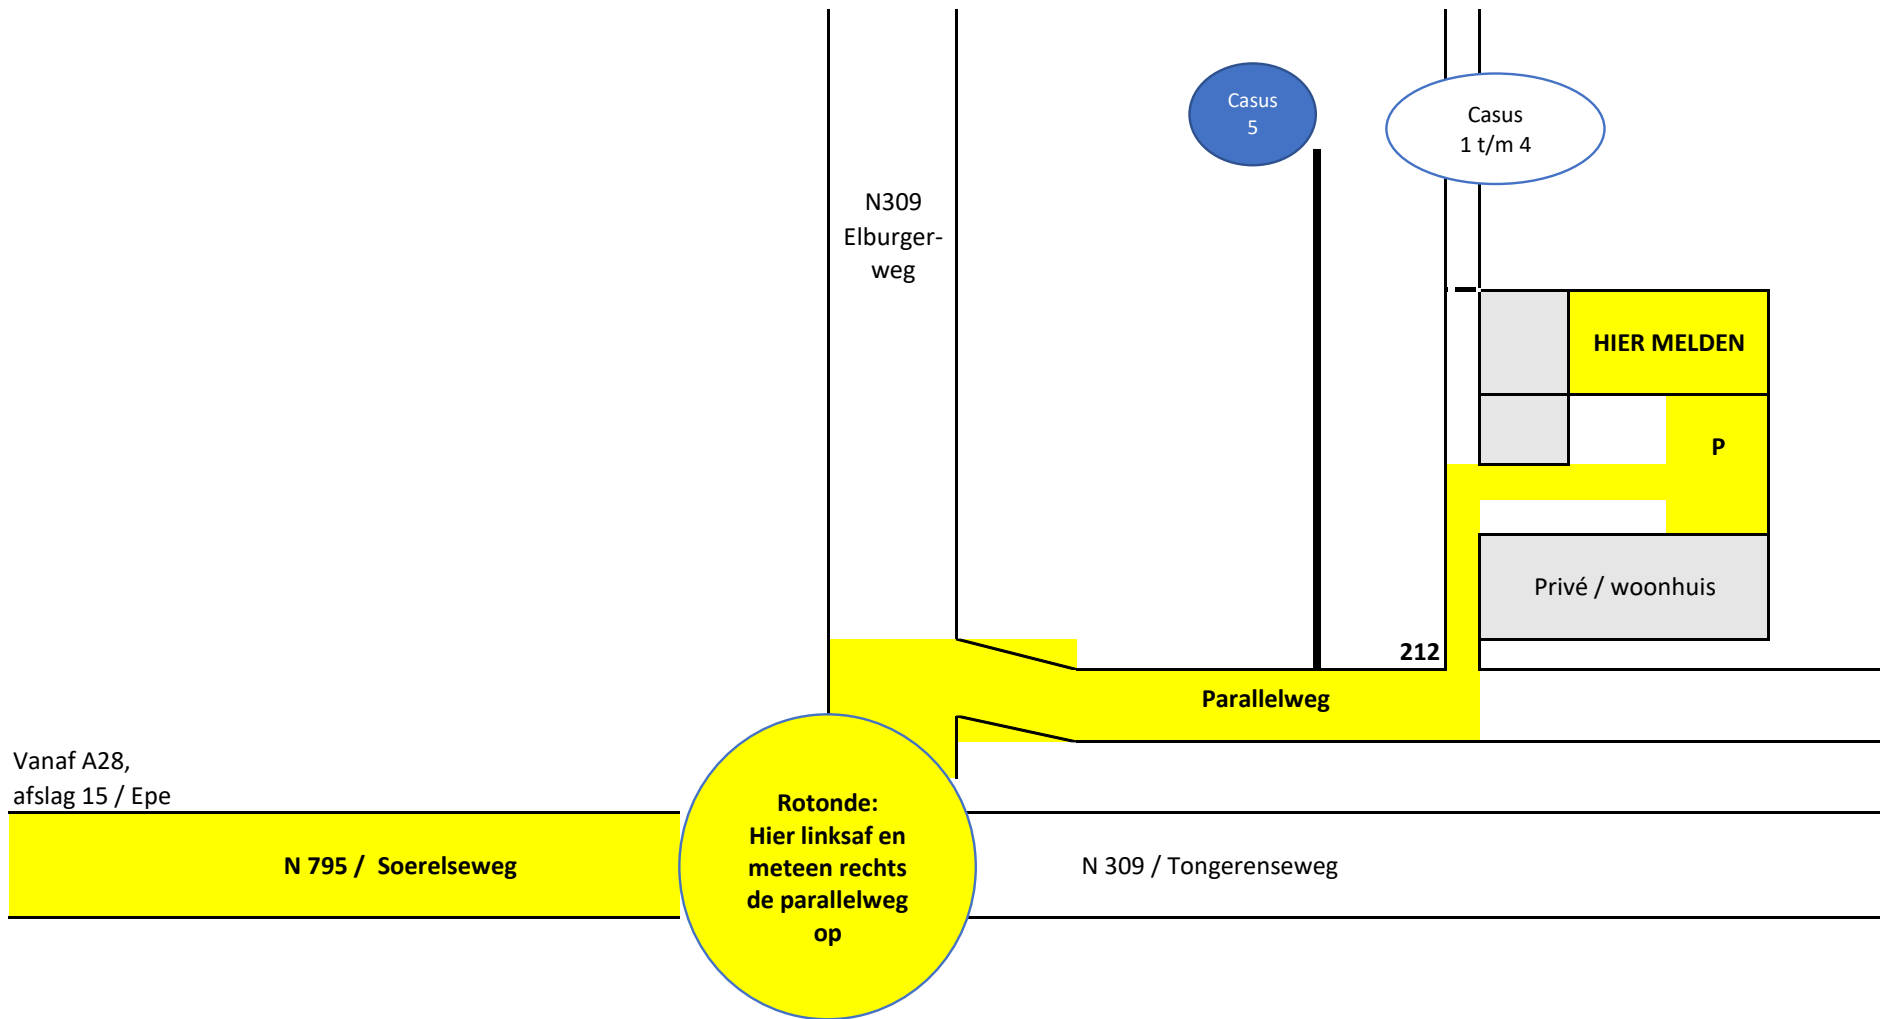 Casus
5
Casus
1 t/m 4
N309
Elburger-
weg
HIER MELDEN
P
Privé / woonhuis
212
Parallelweg
Vanaf A28,
afslag 15 / Epe
Rotonde:
Hier linksaf en
meteen rechts
de parallelweg
op
N 795 / Soerelseweg
N 309 / Tongerenseweg